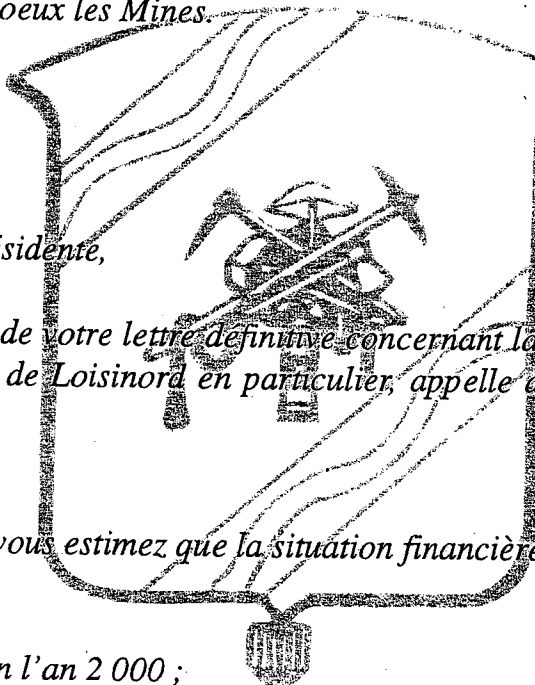 oeux les Mines.
sidente,
de votre lettre définitive concernant la
de Loisinord en particulier, appelle
vous estimez que la situation financière
n l'an 2 000 ;